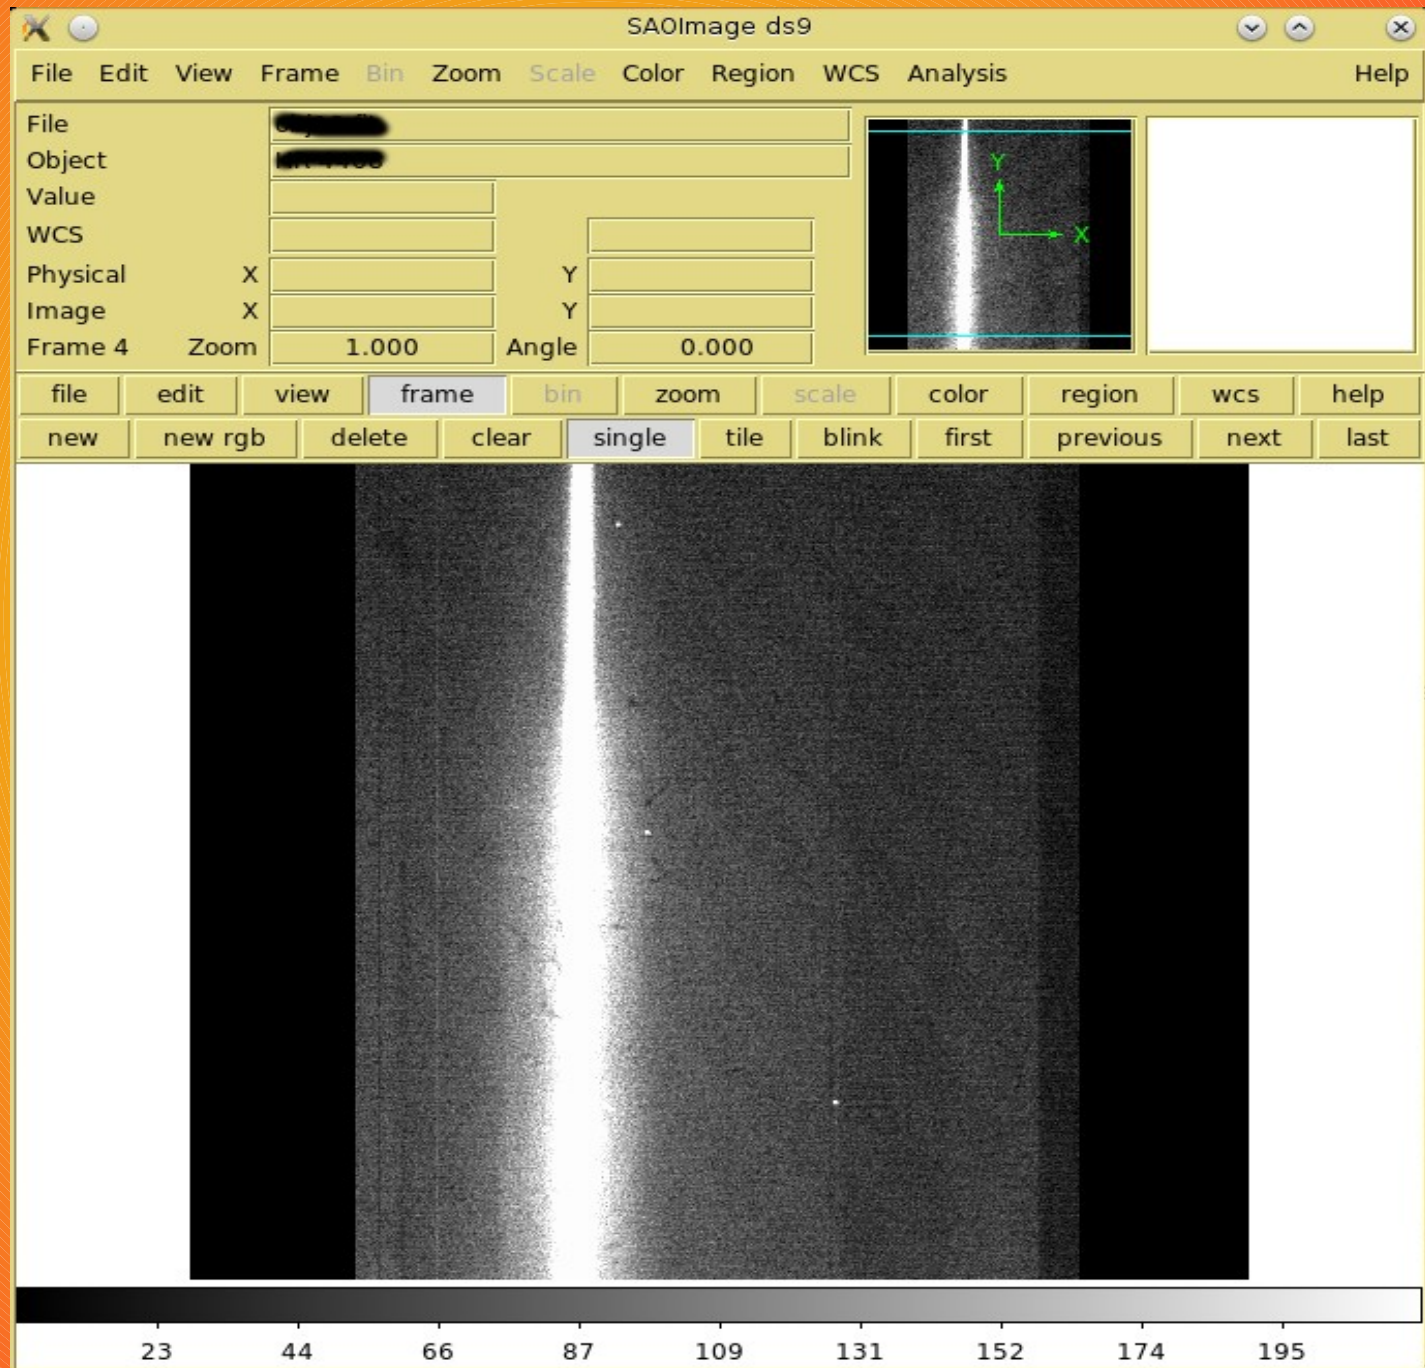 SAOImage ds9
File Edit View Frame Bin Zoom Scale Color Region WCS Analysis Help
File
Object
Value
WCS
Physical X Y
Image X Y
Frame 4 Zoom 1.000 Angle 0.000
Y
X
file edit view frame bin zoom scale color region wcs help
new new rgb delete clear single tile blink first previous next last
23 44 66 87 109 131 152 174 195